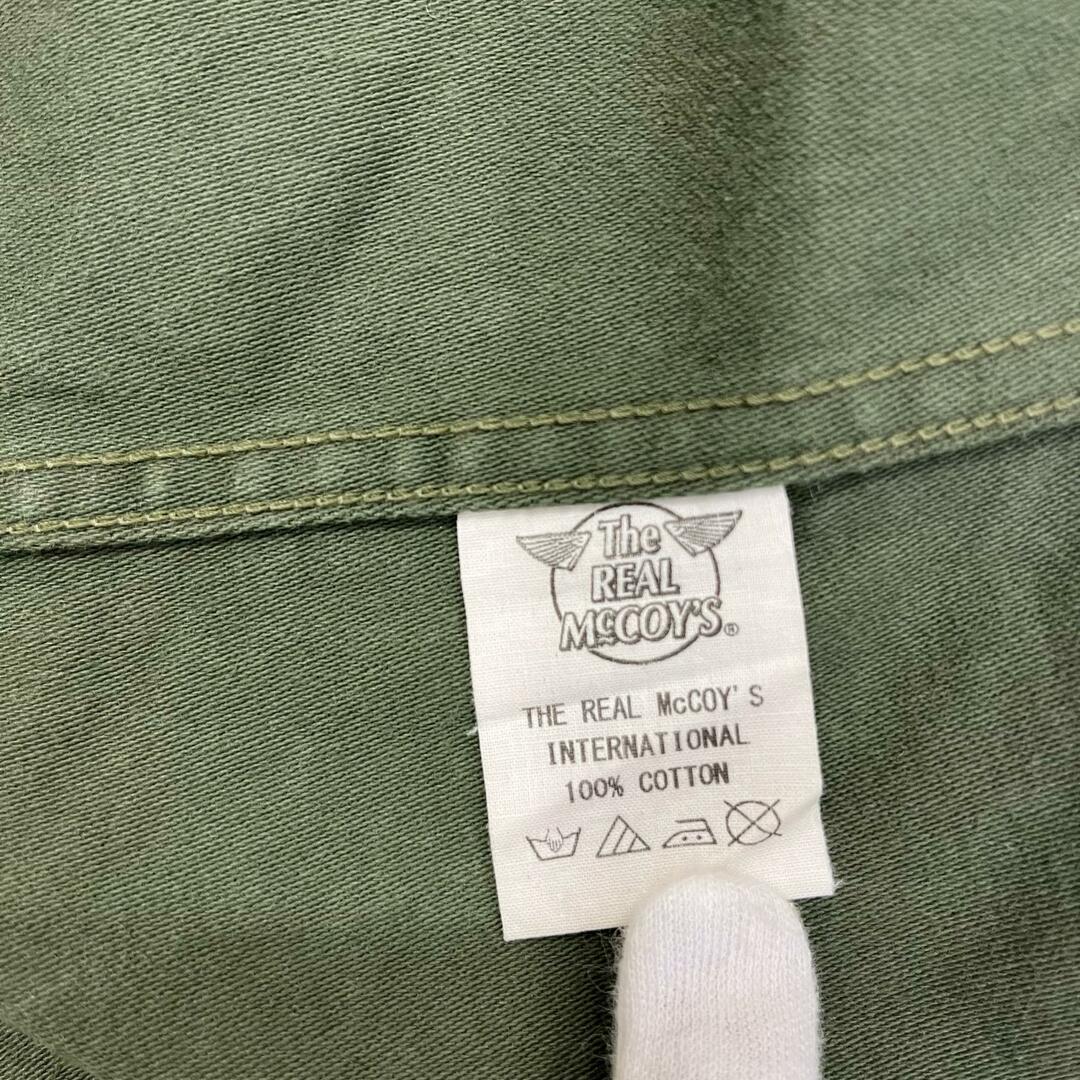 The
REAL
McCOY'S®
THE REAL McCOY'S
INTERNATIONAL
100% COTTON